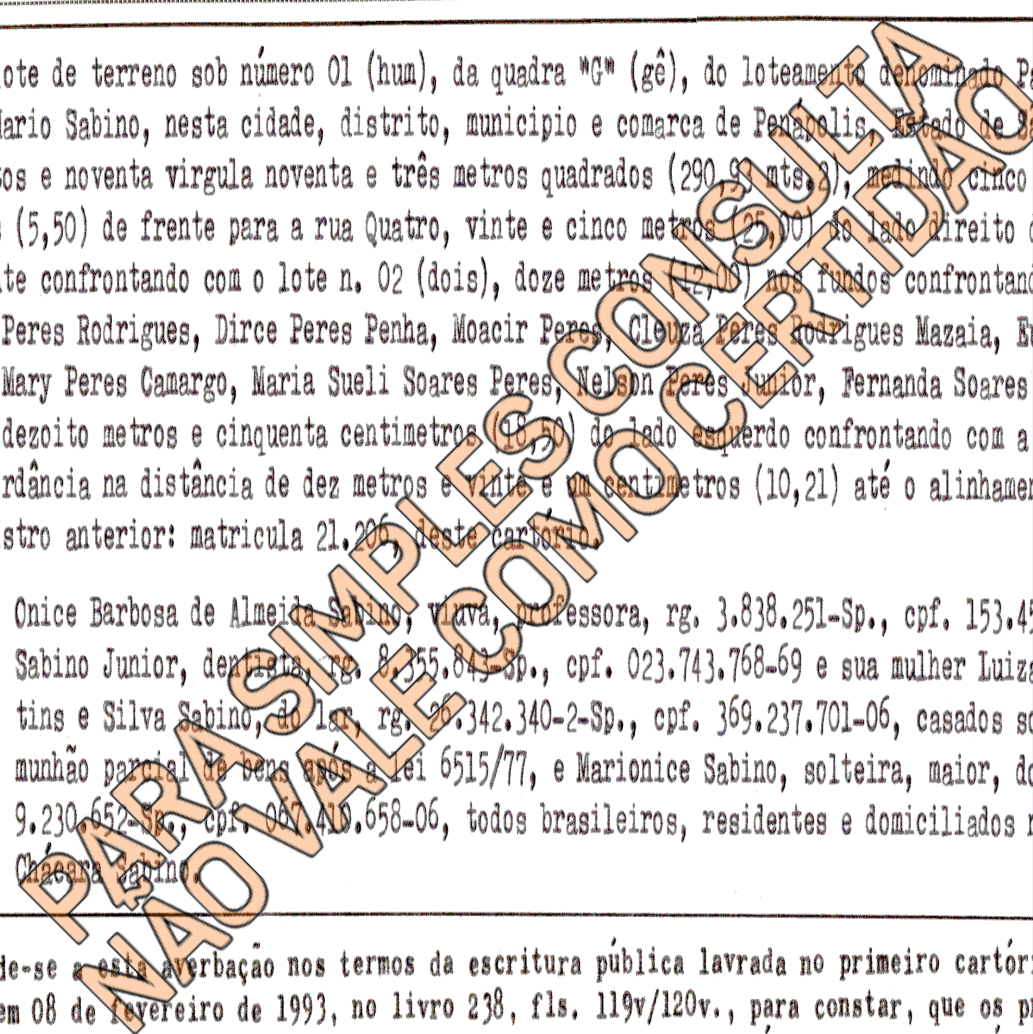 ote de terreno sob número 01 (hum), da quadra "G" (gê), do loteamento denominado P
ario Sabino, nesta cidade, distrito, municipio e comarca de Penápolis, Estado de S
os e noventa virgula noventa e três metros quadrados (290,93 mts.2), medindo cinco
(5,50) de frente para a rua Quatro, vinte e cinco metros (25,00) do lado direito
te confrontando com o lote n. 02 (dois), doze metros (12,00) nos fundos confrontand
Peres Rodrigues, Dirce Peres Penha, Moacir Peres, Cleuza Peres Rodrigues Mazaia, E
Mary Peres Camargo, Maria Sueli Soares Peres, Nelson Peres Junior, Fernanda Soares
dezoito metros e cinquenta centimetros (18,50) do lado esquerdo confrontando com a
rdância na distância de dez metros e vinte e um centimetros (10,21) até o alinhamen
stro anterior: matricula 21.206, deste cartório.
Onice Barbosa de Almeida Sabino, viuva, professora, rg. 3.838.251-Sp., cpf. 153.45
Sabino Junior, dentista, rg. 8.355.843-Sp., cpf. 023.743.768-69 e sua mulher Luiza
tins e Silva Sabino, do lar, rg. 26.342.340-2-Sp., cpf. 369.237.701-06, casados s
munhão parcial de bens após a lei 6515/77, e Marionice Sabino, solteira, maior, do
9.230.652-Sp., cpf. 067.418.658-06, todos brasileiros, residentes e domiciliados
Chácara Sabino.
de-se a esta averbação nos termos da escritura pública lavrada no primeiro cartór
em 08 de fevereiro de 1993, no livro 238, fls. 119v/120v., para constar, que os p
PARA SIMPLES CONSULTA
NÃO VALE COMO CERTIDÃO